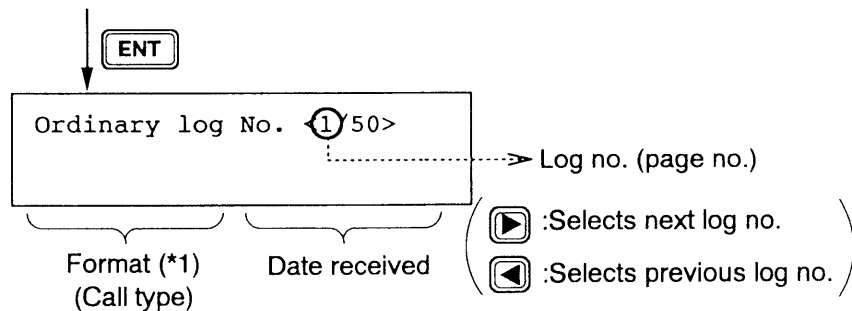 ENT
Ordinary log No. <1/50>
Log no. (page no.)
:Selects next log no.
:Selects previous log no.
Format (*1)
(Call type)
Date received